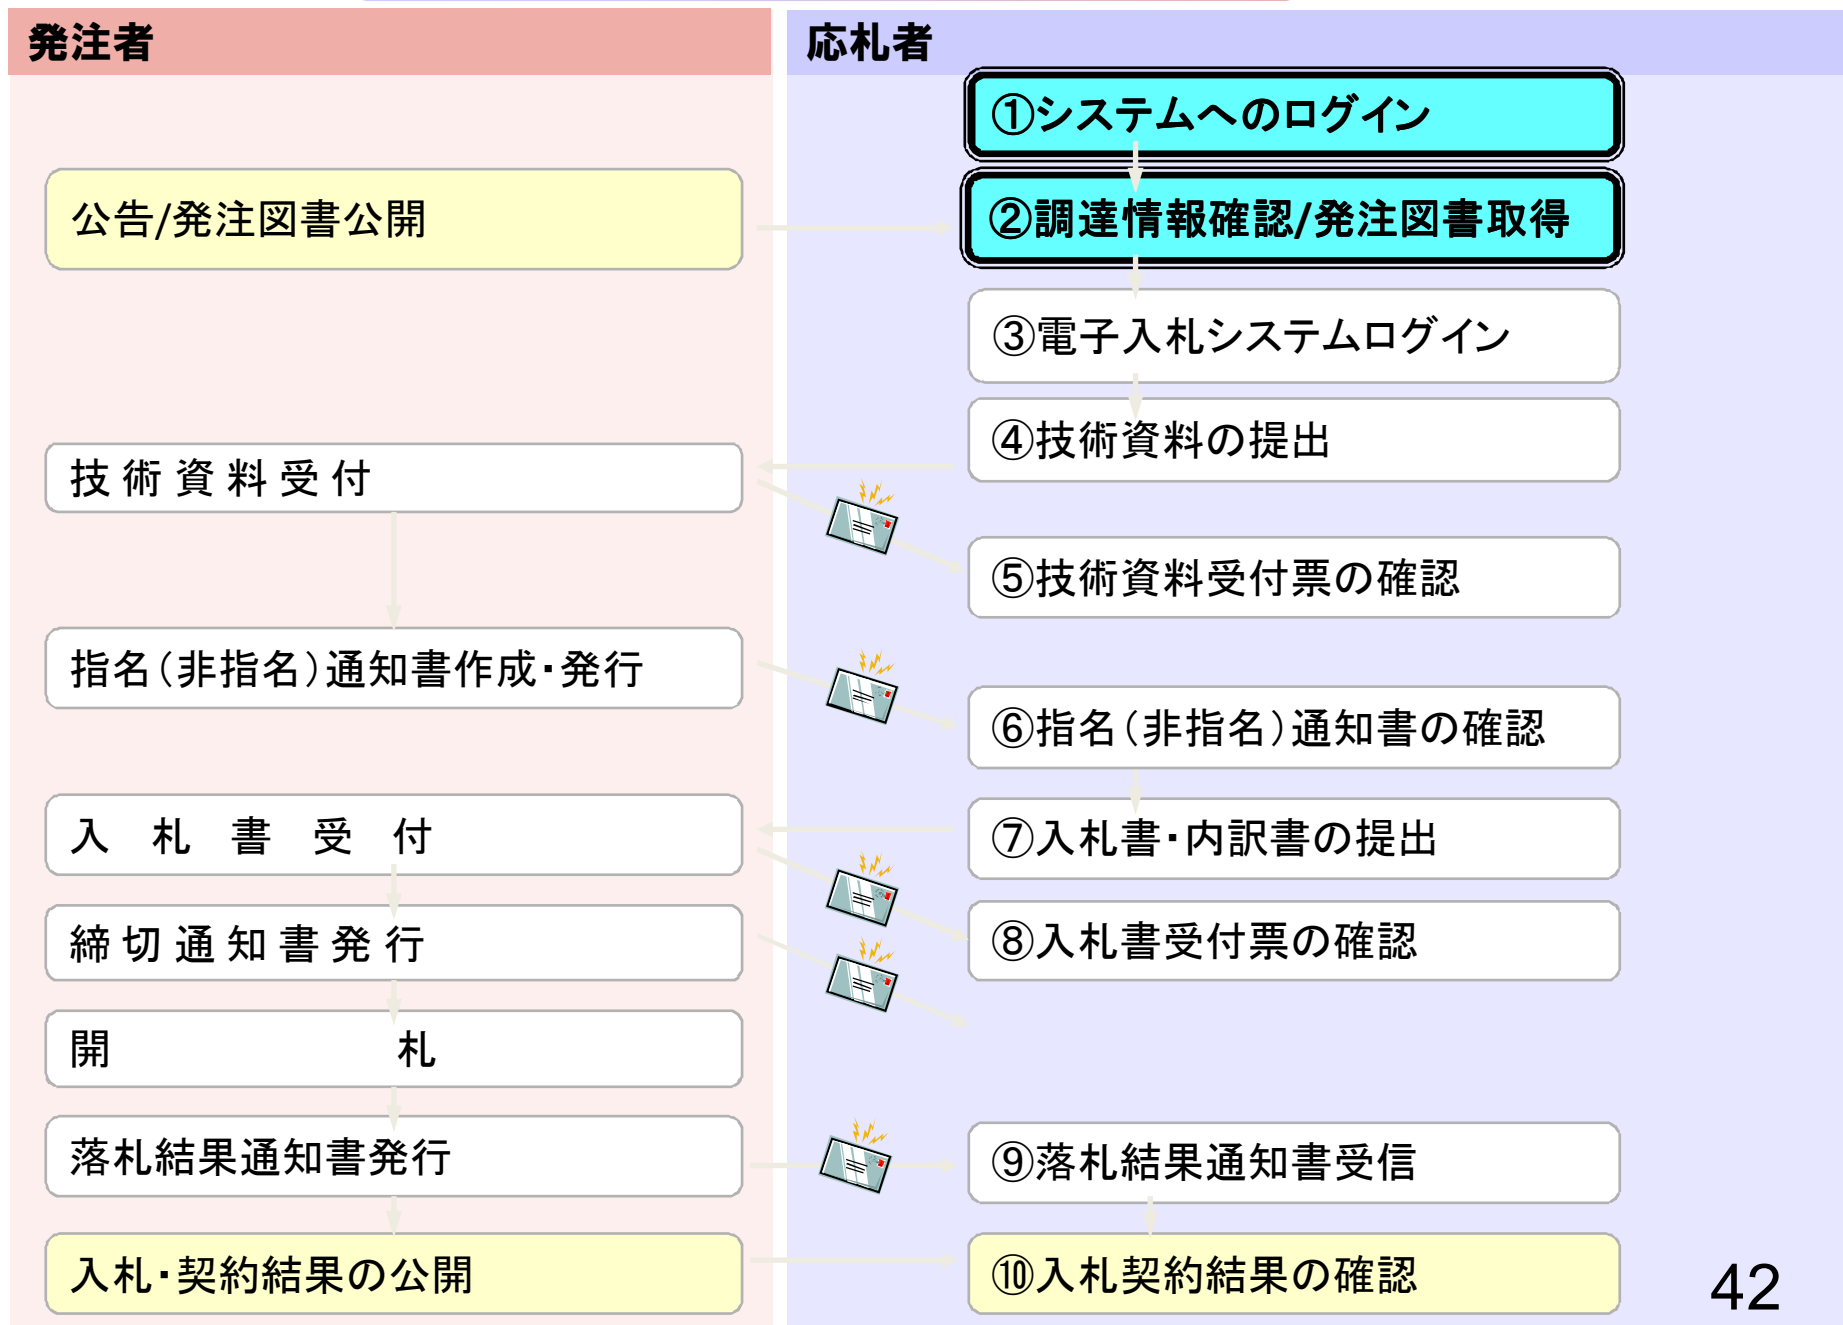 発注者
応札者
①システムへのログイン
公告/発注図書公開
②調達情報確認/発注図書取得
③電子入札システムログイン
④技術資料の提出
技術資料受付
⑤技術資料受付票の確認
指名(非指名)通知書作成・発行
⑥指名(非指名)通知書の確認
入札書受付
⑦入札書・内訳書の提出
締切通知書発行
⑧入札書受付票の確認
開札
落札結果通知書発行
⑨落札結果通知書受信
入札・契約結果の公開
⑩入札契約結果の確認
42